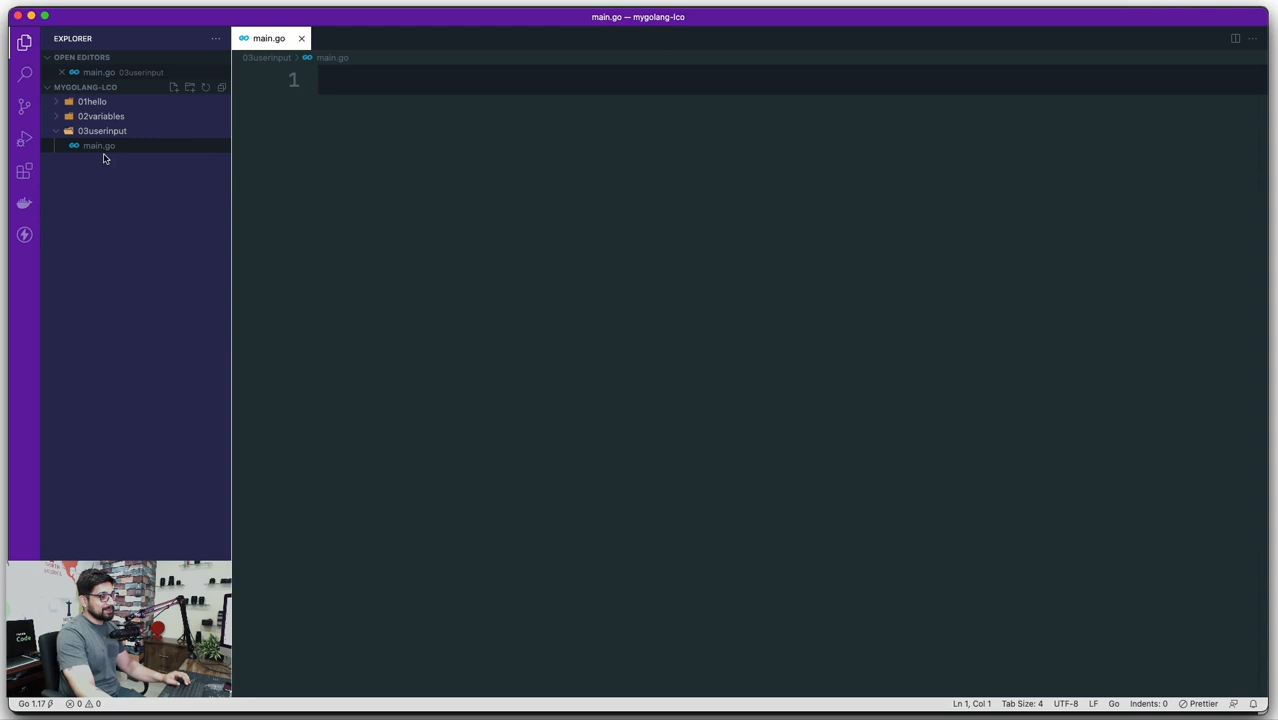 main.go — mygolang-lco
EXPLORER
main.go
OPEN EDITORS
03userinput
main.go
main.go 03userinput
MYGOLANG-LCO
1
01hello
02variables
03userinput
main.go
Code
Go 1.17
0 0
Ln 1, Col 1
Tab Size: 4
UTF-8
LF
Go
Indents: 0
Prettier